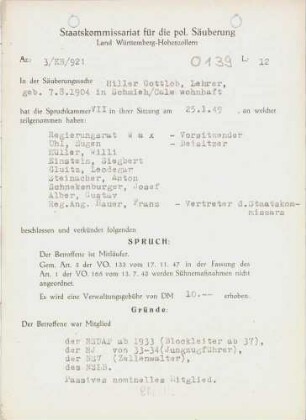 Staatskommissariat für die pol. Säuberung
Land Württemberg-Hohenzollern
Az: 3/KS/921 0139 L: 12
In der Säuberungssache Hiller Gottlob, Lehrer,
geb. 7.8.1904 in Schmieh/Calw wohnhaft
hat die Spruchkammer VII in ihrer Sitzung am 25.1.49, an welcher
teilgenommen haben:
Regierungsrat - Vorsitzender
Uhl, Eugen - Beisitzer
Müller, Willi
Einstein, Siegbert
Gluitz, Leodegar
Steinacher, Anton
Schnekenburger, Josef
Alber, Gustav
Reg.Ang. Bauer, Franz - Vertreter d.Staatskom-
missars
beschlossen und verkündet folgenden
SPRUCH:
Der Betroffene ist Mitläufer.
Gem. Art. 3 der VO. 133 vom 17. 11. 47 in der Fassung des
Art. 1 der VO. 165 vom 13. 7. 48 werden Sühnemaßnahmen nicht
angeordnet.
Es wird eine Verwaltungsgebühr von DM 10.-- erhoben.
Gründe:
Der Betroffene war Mitglied
der NSDAP ab 1933 (Blockleiter ab 37),
der HJ von 33-34 (Jungzugführer),
der NSV (Zellenwalter),
des NSLB.
Passives nominelles Mitglied.